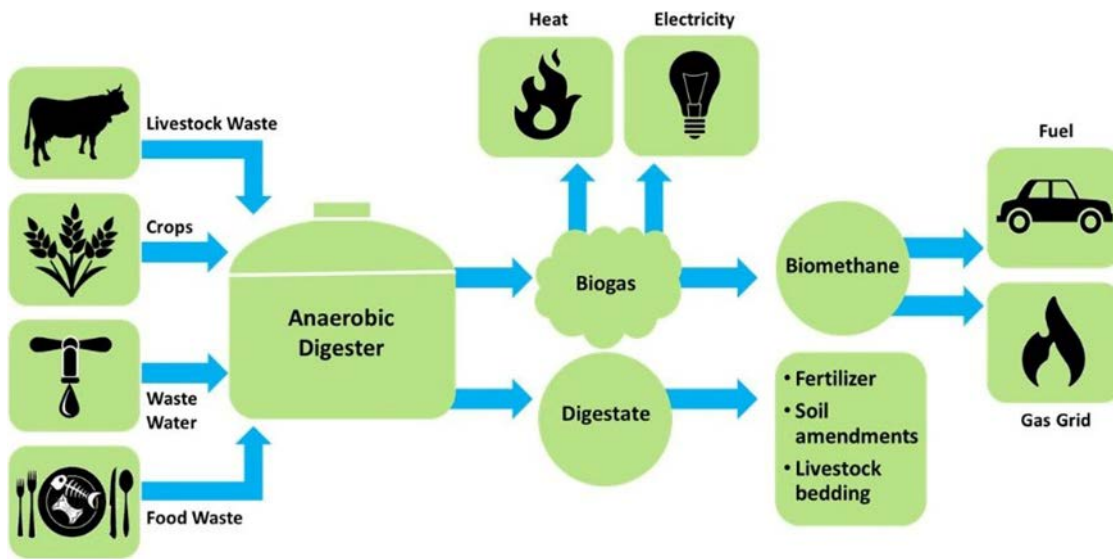 Heat
Electricity
Livestock Waste
Crops
Waste
Water
Food Waste
Anaerobic
Digester
Biogas
Digestate
Biomethane
• Fertilizer
• Soil
amendments
• Livestock
bedding
Fuel
Gas Grid